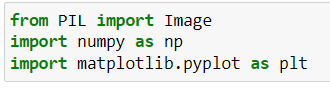 from PIL import Image
import numpy as np
import matplotlib.pyplot as plt